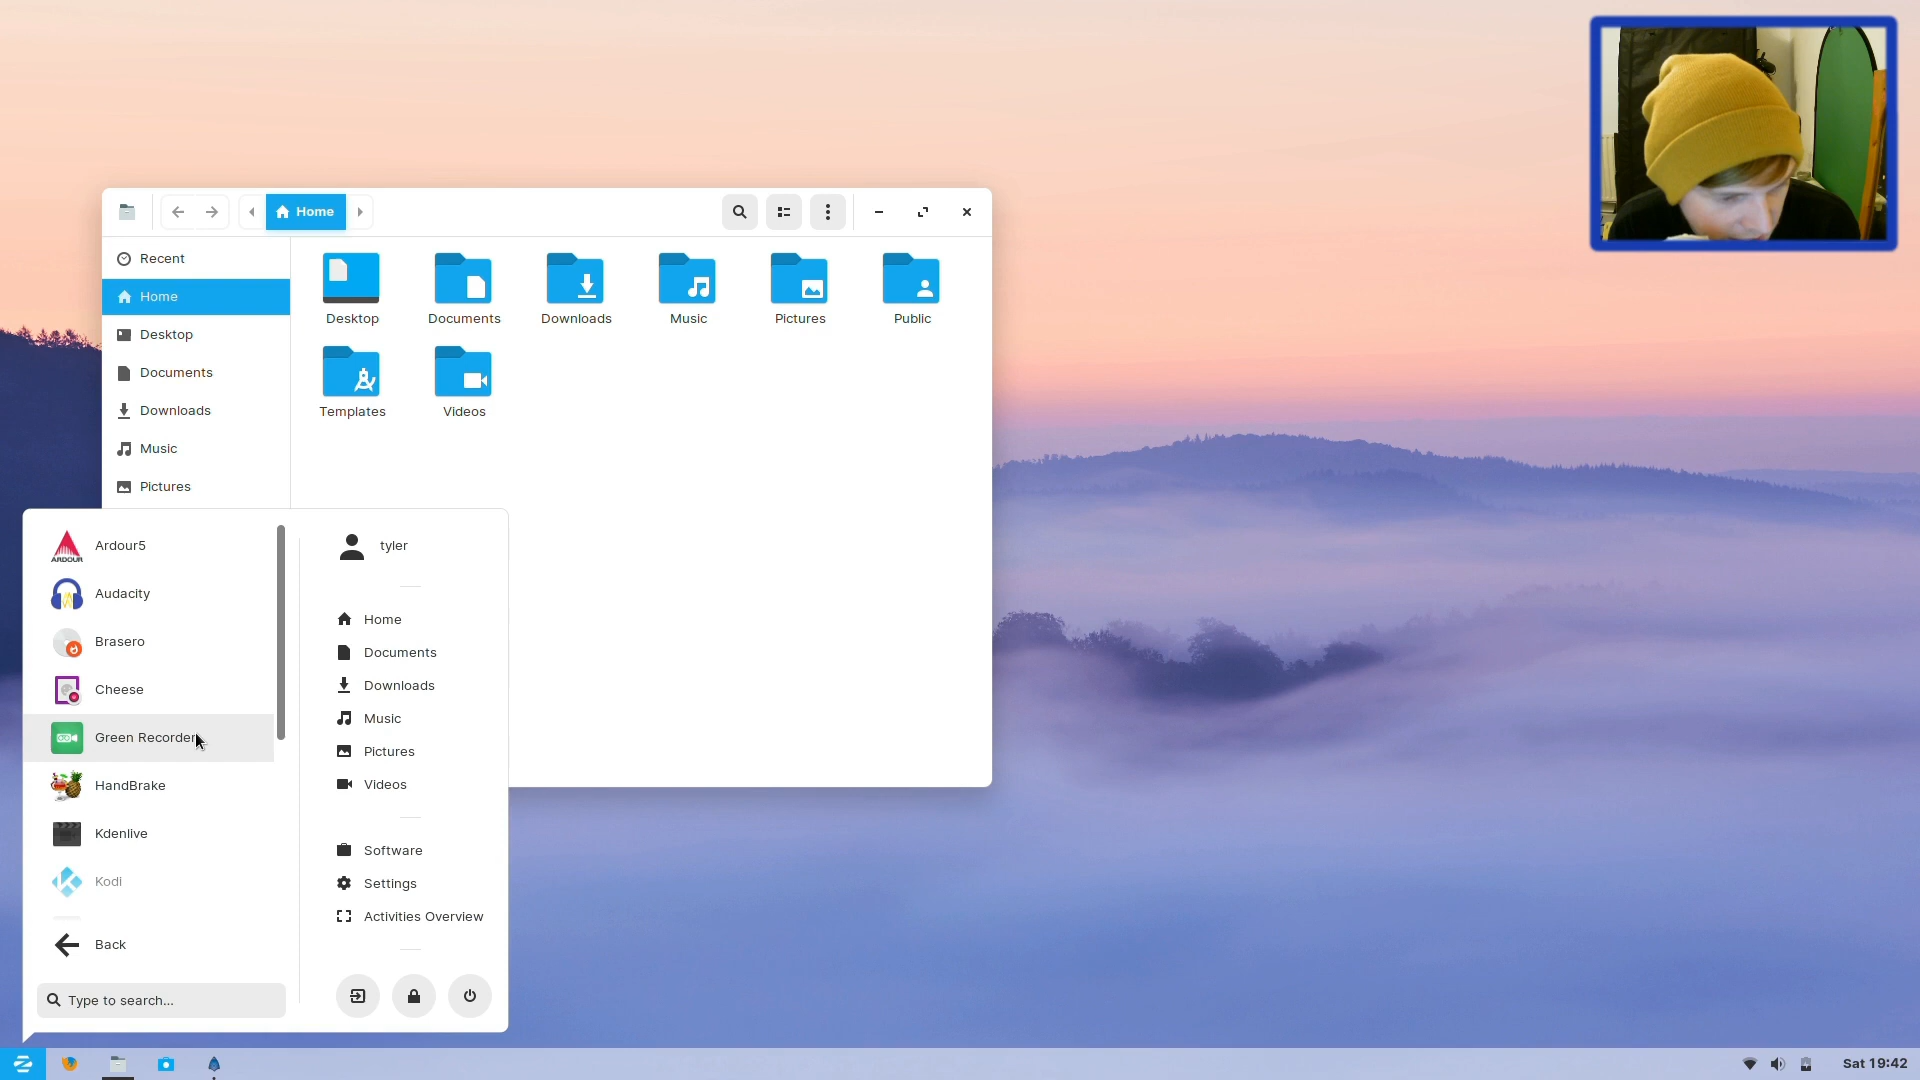 Home
Recent
Home
Desktop
Documents
Downloads
Music
Pictures
Desktop
Documents
Downloads
Music
Pictures
Public
Templates
Videos
ARDOUR
Ardour5
Audacity
Brasero
Cheese
Green Recorder
HandBrake
Kdenlive
Kodi
Back
Type to search...
tyler
Home
Documents
Downloads
Music
Pictures
Videos
Software
Settings
Activities Overview
Sat 19:42